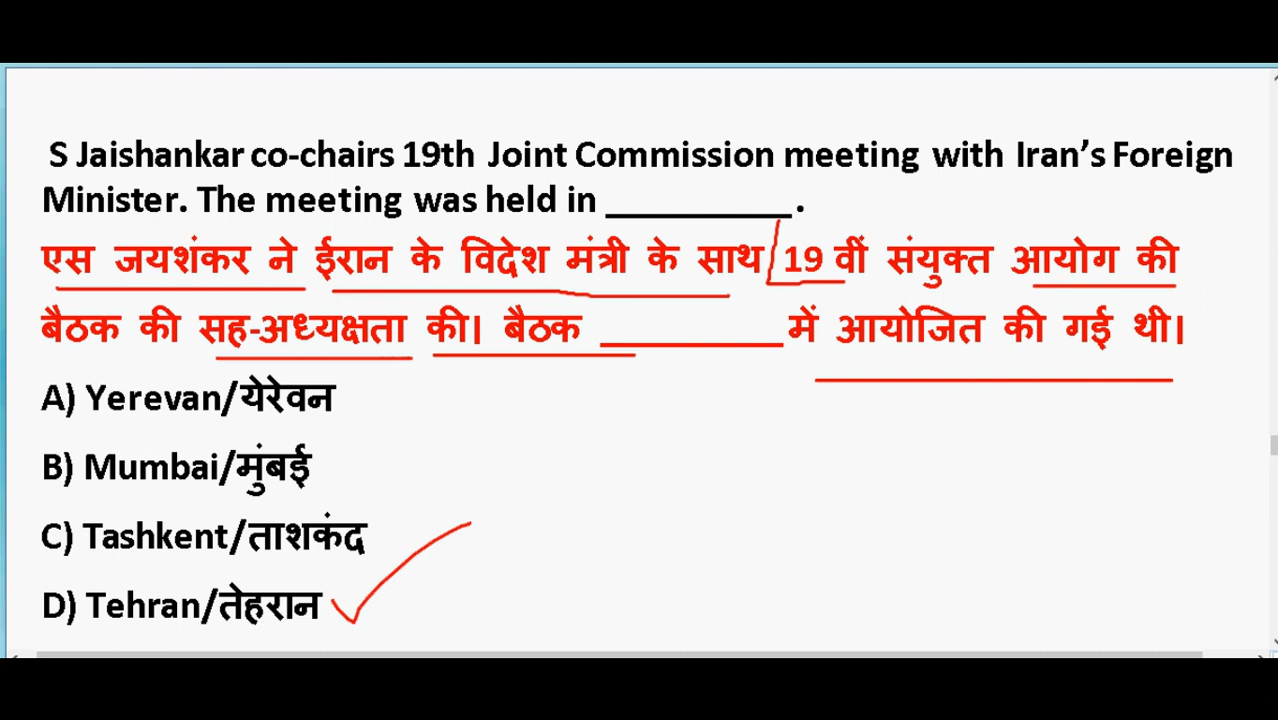 S Jaishankar co-chairs 19th Joint Commission meeting with Iran’s Foreign
Minister. The meeting was held in __________.
एस जयशंकर ने ईरान के विदेश मंत्री के साथ 19 वीं संयुक्त आयोग की
बैठक की सह-अध्यक्षता की। बैठक __________ में आयोजित की गई थी।
A) Yerevan/येरेवन
B) Mumbai/मुंबई
C) Tashkent/ताशकंद
D) Tehran/तेहरान